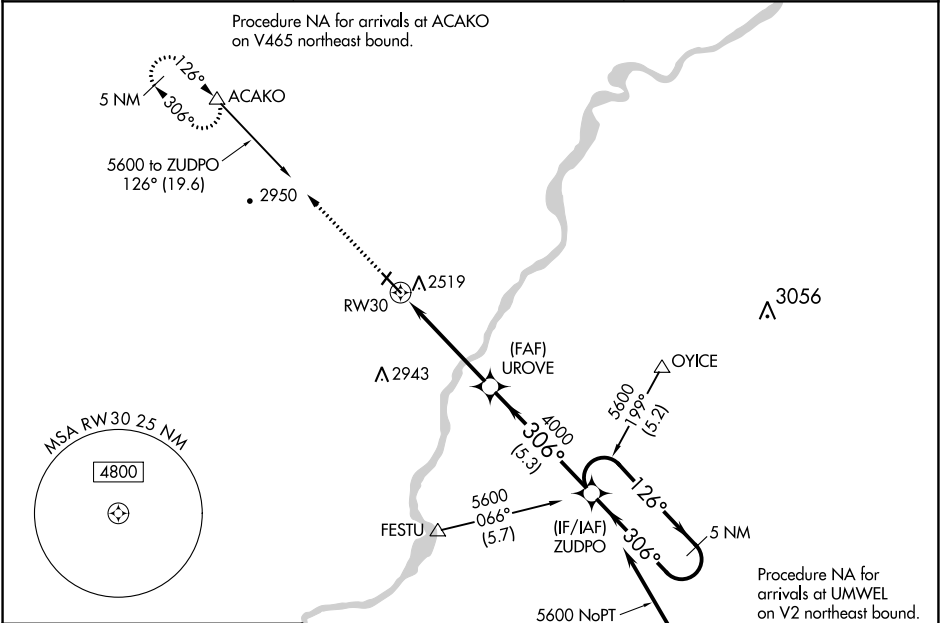 Procedure NA for arrivals at ACAKO
on V465 northeast bound.
126°
5 NM
306°
ACAKO
5600 to ZUDPO
126° (19.6)
2950
2519
RW30
3056
(FAF)
UROVE
2943
OYICE
5600
199°
(5.2)
4000
306°
(5.3)
MSA RW30 25 NM
4800
126°
5600
066°
(5.7)
FESTU
(IF/IAF)
ZUDPO
306°
5 NM
Procedure NA for
arrivals at UMWEL
on V2 northeast bound.
5600 NoPT